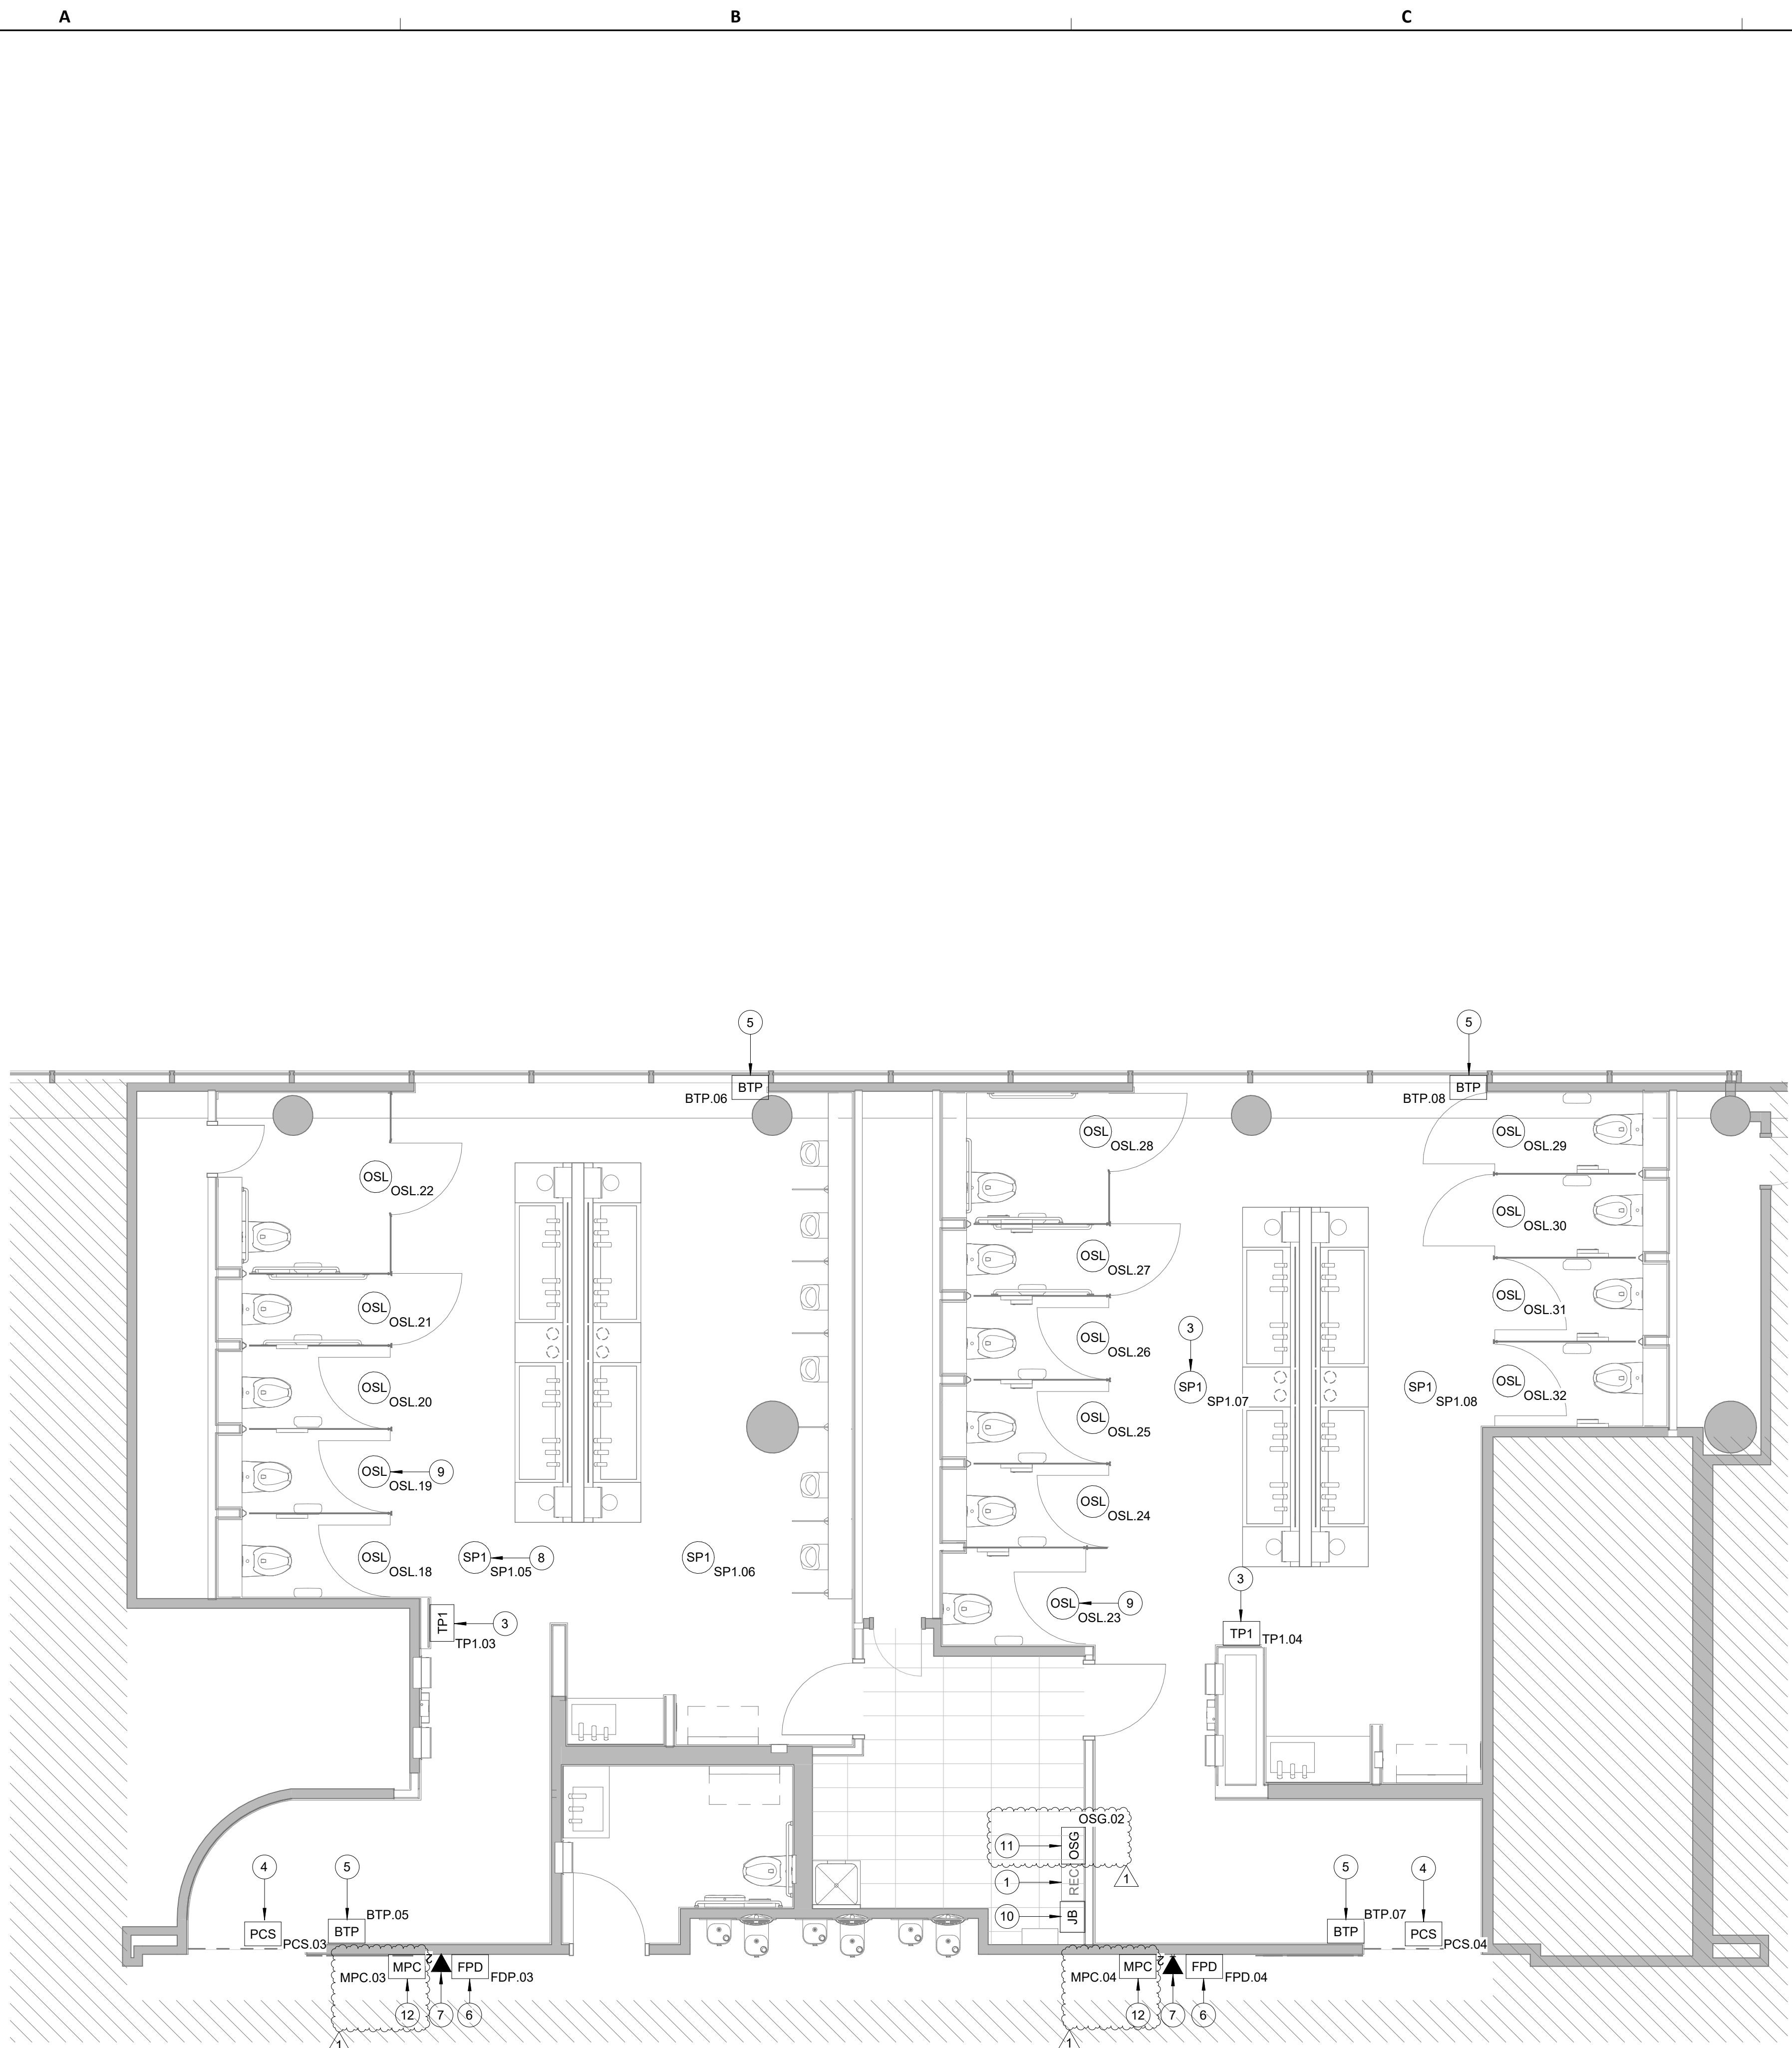 A B C
5 5
BTP BTP
BTP.06 BTP.08
OSL OSL.28
OSL OSL.29
OSL OSL.22
OSL OSL.30
OSL OSL.27
OSL OSL.21
OSL OSL.31
3
OSL OSL.26
OSL OSL.20
SP1 SP1.07
SP1 SP1.08
OSL OSL.32
OSL OSL.25
OSL 9
OSL.19
OSL OSL.24
OSL OSL.18
SP1 8
SP1.05
SP1 SP1.06
3
OSL 9
OSL.23
TP1 3
TP1.03
TP1 TP1.04
OSG.02
11 OSG
1
1 REC
10 JB
4 5
BTP.05
PCS BTP
PCS.03
5 4
BTP.07
BTP PCS
PCS.04
MPC.03 MPC 2 FPD FDP.03
12 7 6
1
MPC.04 MPC 2 FPD FPD.04
12 7 6
1